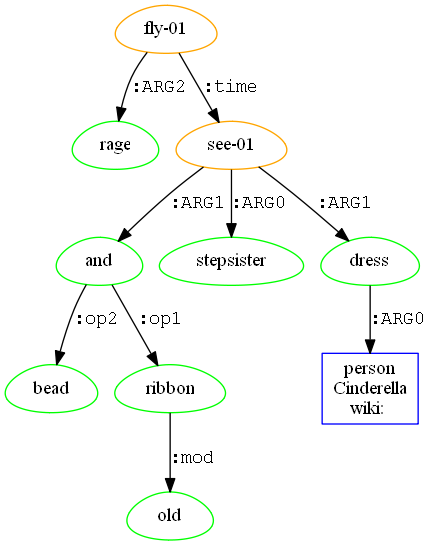 fly-01
:ARG2 :time
rage see-01
:ARG1 :ARG0 :ARG1
and stepsister dress
:op2 :op1 :ARG0
bead ribbon person
Cinderella
wiki:
:mod
old